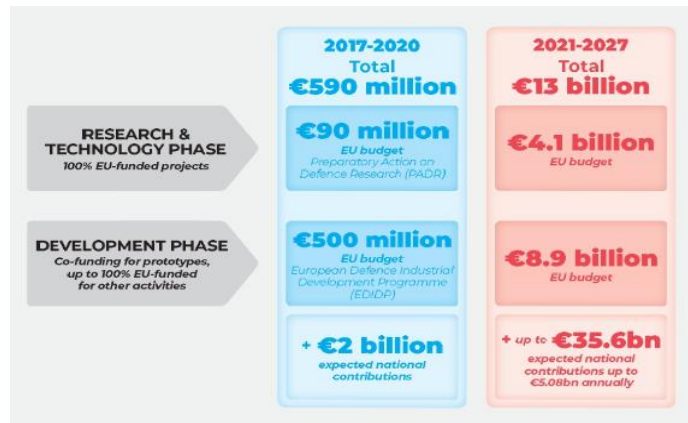 2017-2020
Total
€590 million
2021-2027
Total
€13 billion
RESEARCH &
TECHNOLOGY PHASE
100% EU-funded projects
€90 million
EU budget
Preparatory Action on
Defence Research (PADR)
€4.1 billion
EU budget
DEVELOPMENT PHASE
Co-funding for prototypes,
up to 100% EU-funded
for other activities
€500 million
EU budget
European Defence Industrial
Development Programme
(EDIDP)
€8.9 billion
EU budget
+ €2 billion
expected national
contributions
+ up to €35.6bn
expected national
contributions up to
€5.08bn annually